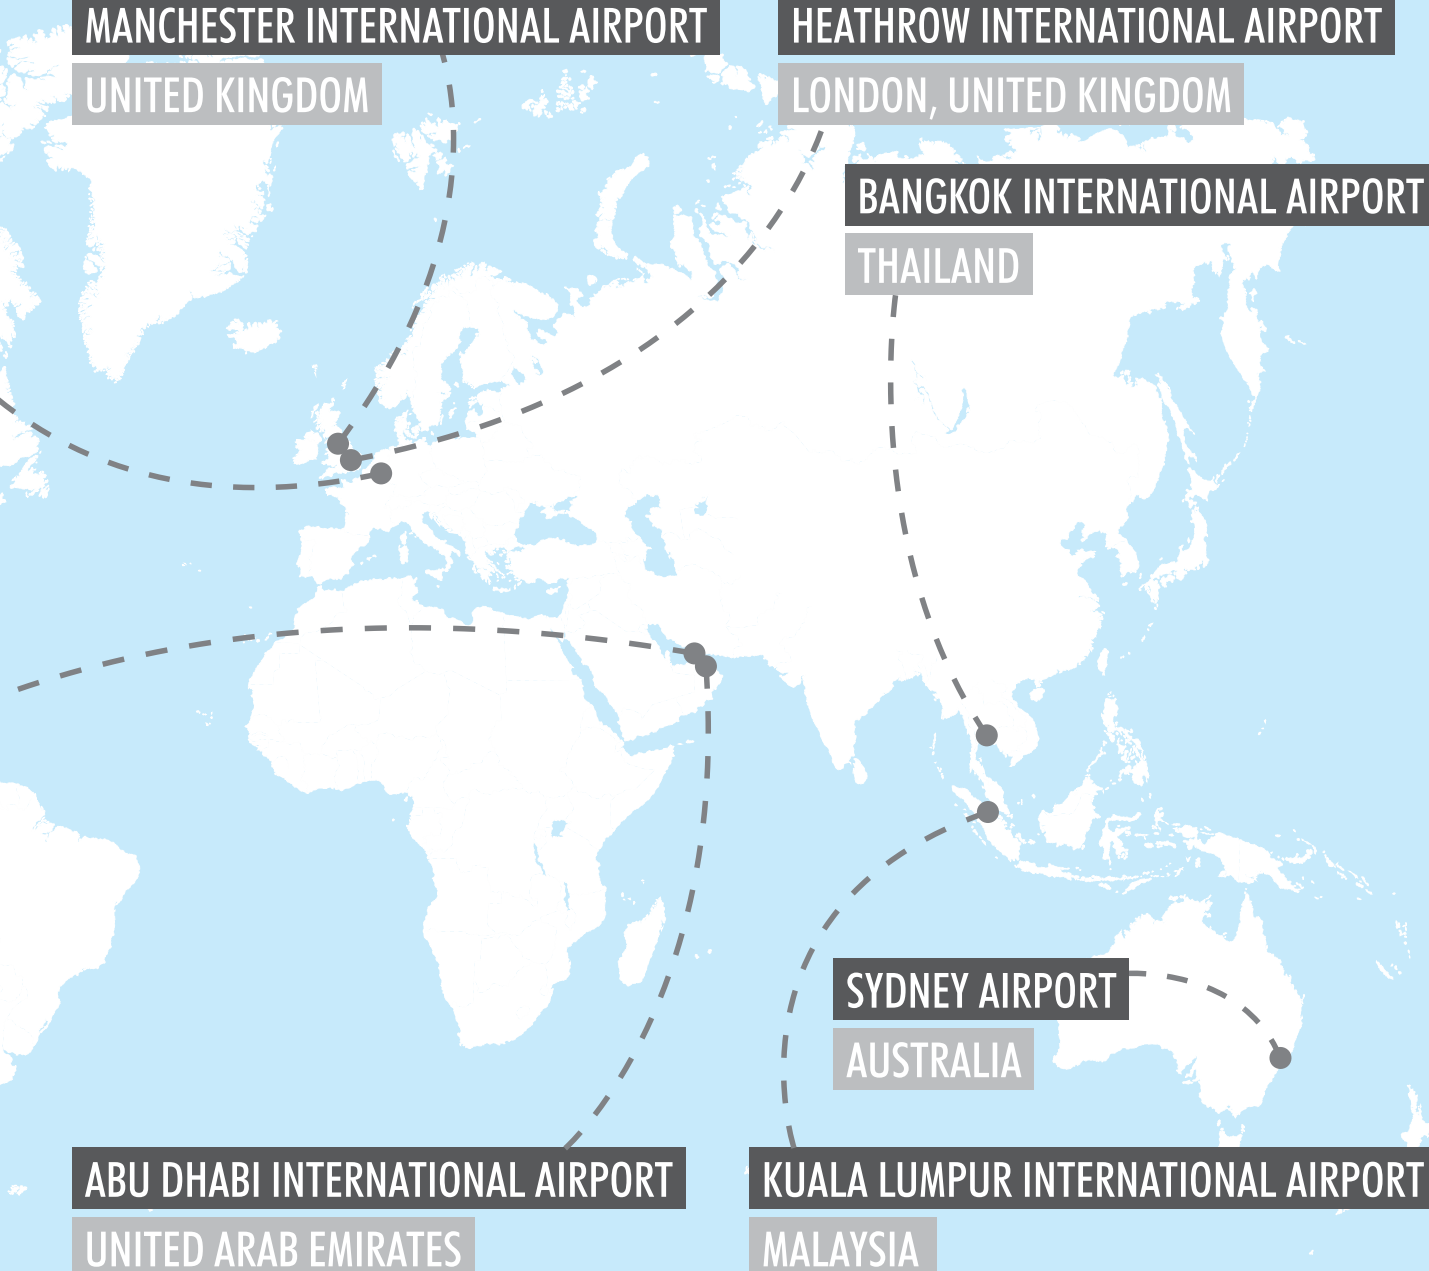 MANCHESTER INTERNATIONAL AIRPORT
UNITED KINGDOM
HEATHROW INTERNATIONAL AIRPORT
LONDON, UNITED KINGDOM
BANGKOK INTERNATIONAL AIRPORT
THAILAND
SYDNEY AIRPORT
AUSTRALIA
ABU DHABI INTERNATIONAL AIRPORT
UNITED ARAB EMIRATES
KUALA LUMPUR INTERNATIONAL AIRPORT
MALAYSIA